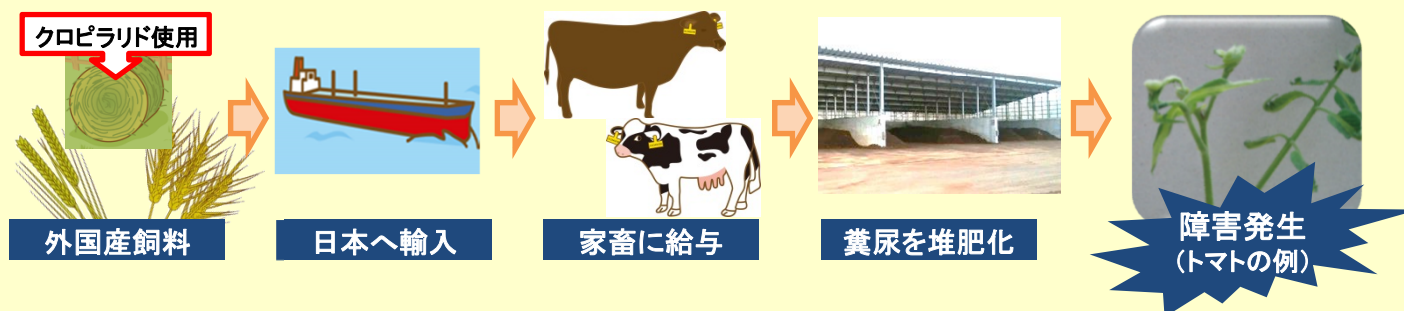 クロピラリド使用
外国産飼料
日本へ輸入
家畜に給与
糞尿を堆肥化
障害発生
（トマトの例）